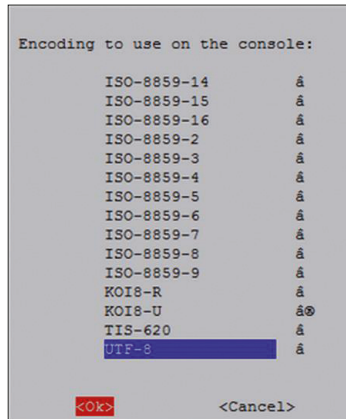 Encoding to use on the console:
ISO-8859-14 â
ISO-8859-15 â
ISO-8859-16 â
ISO-8859-2 â
ISO-8859-3 â
ISO-8859-4 â
ISO-8859-5 â
ISO-8859-6 â
ISO-8859-7 â
ISO-8859-8 â
ISO-8859-9 â
KOI8-R â
KOI8-U â®
TIS-620 â
UTF-8 â
<Ok> <Cancel>